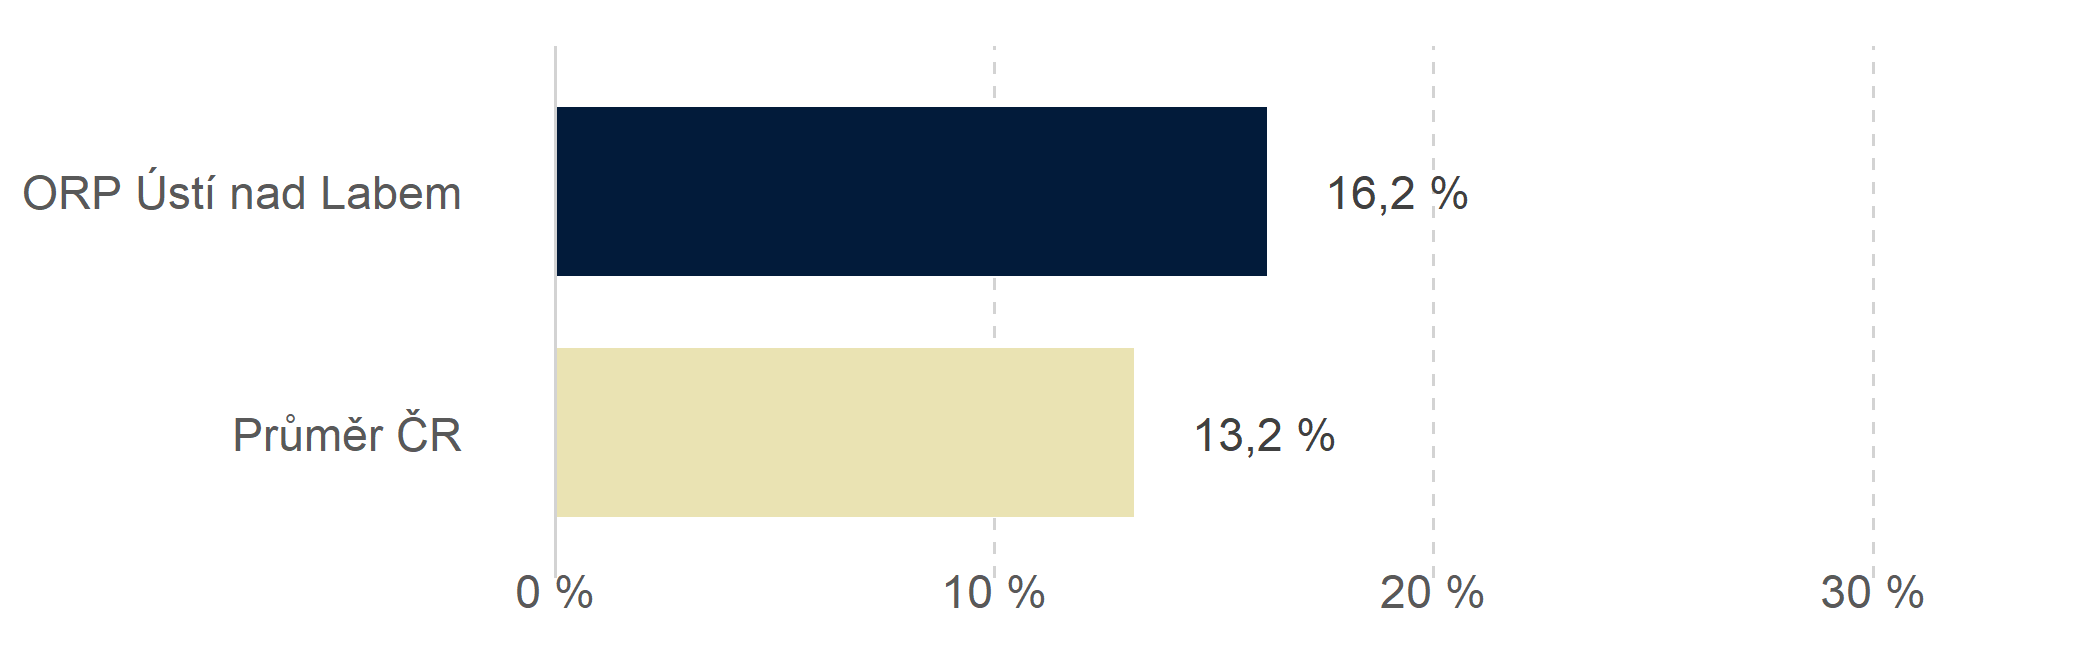 ORP Ústí nad Labem
16,2 %
Průměr ČR
13,2 %
0 % 10 % 20 % 30 %